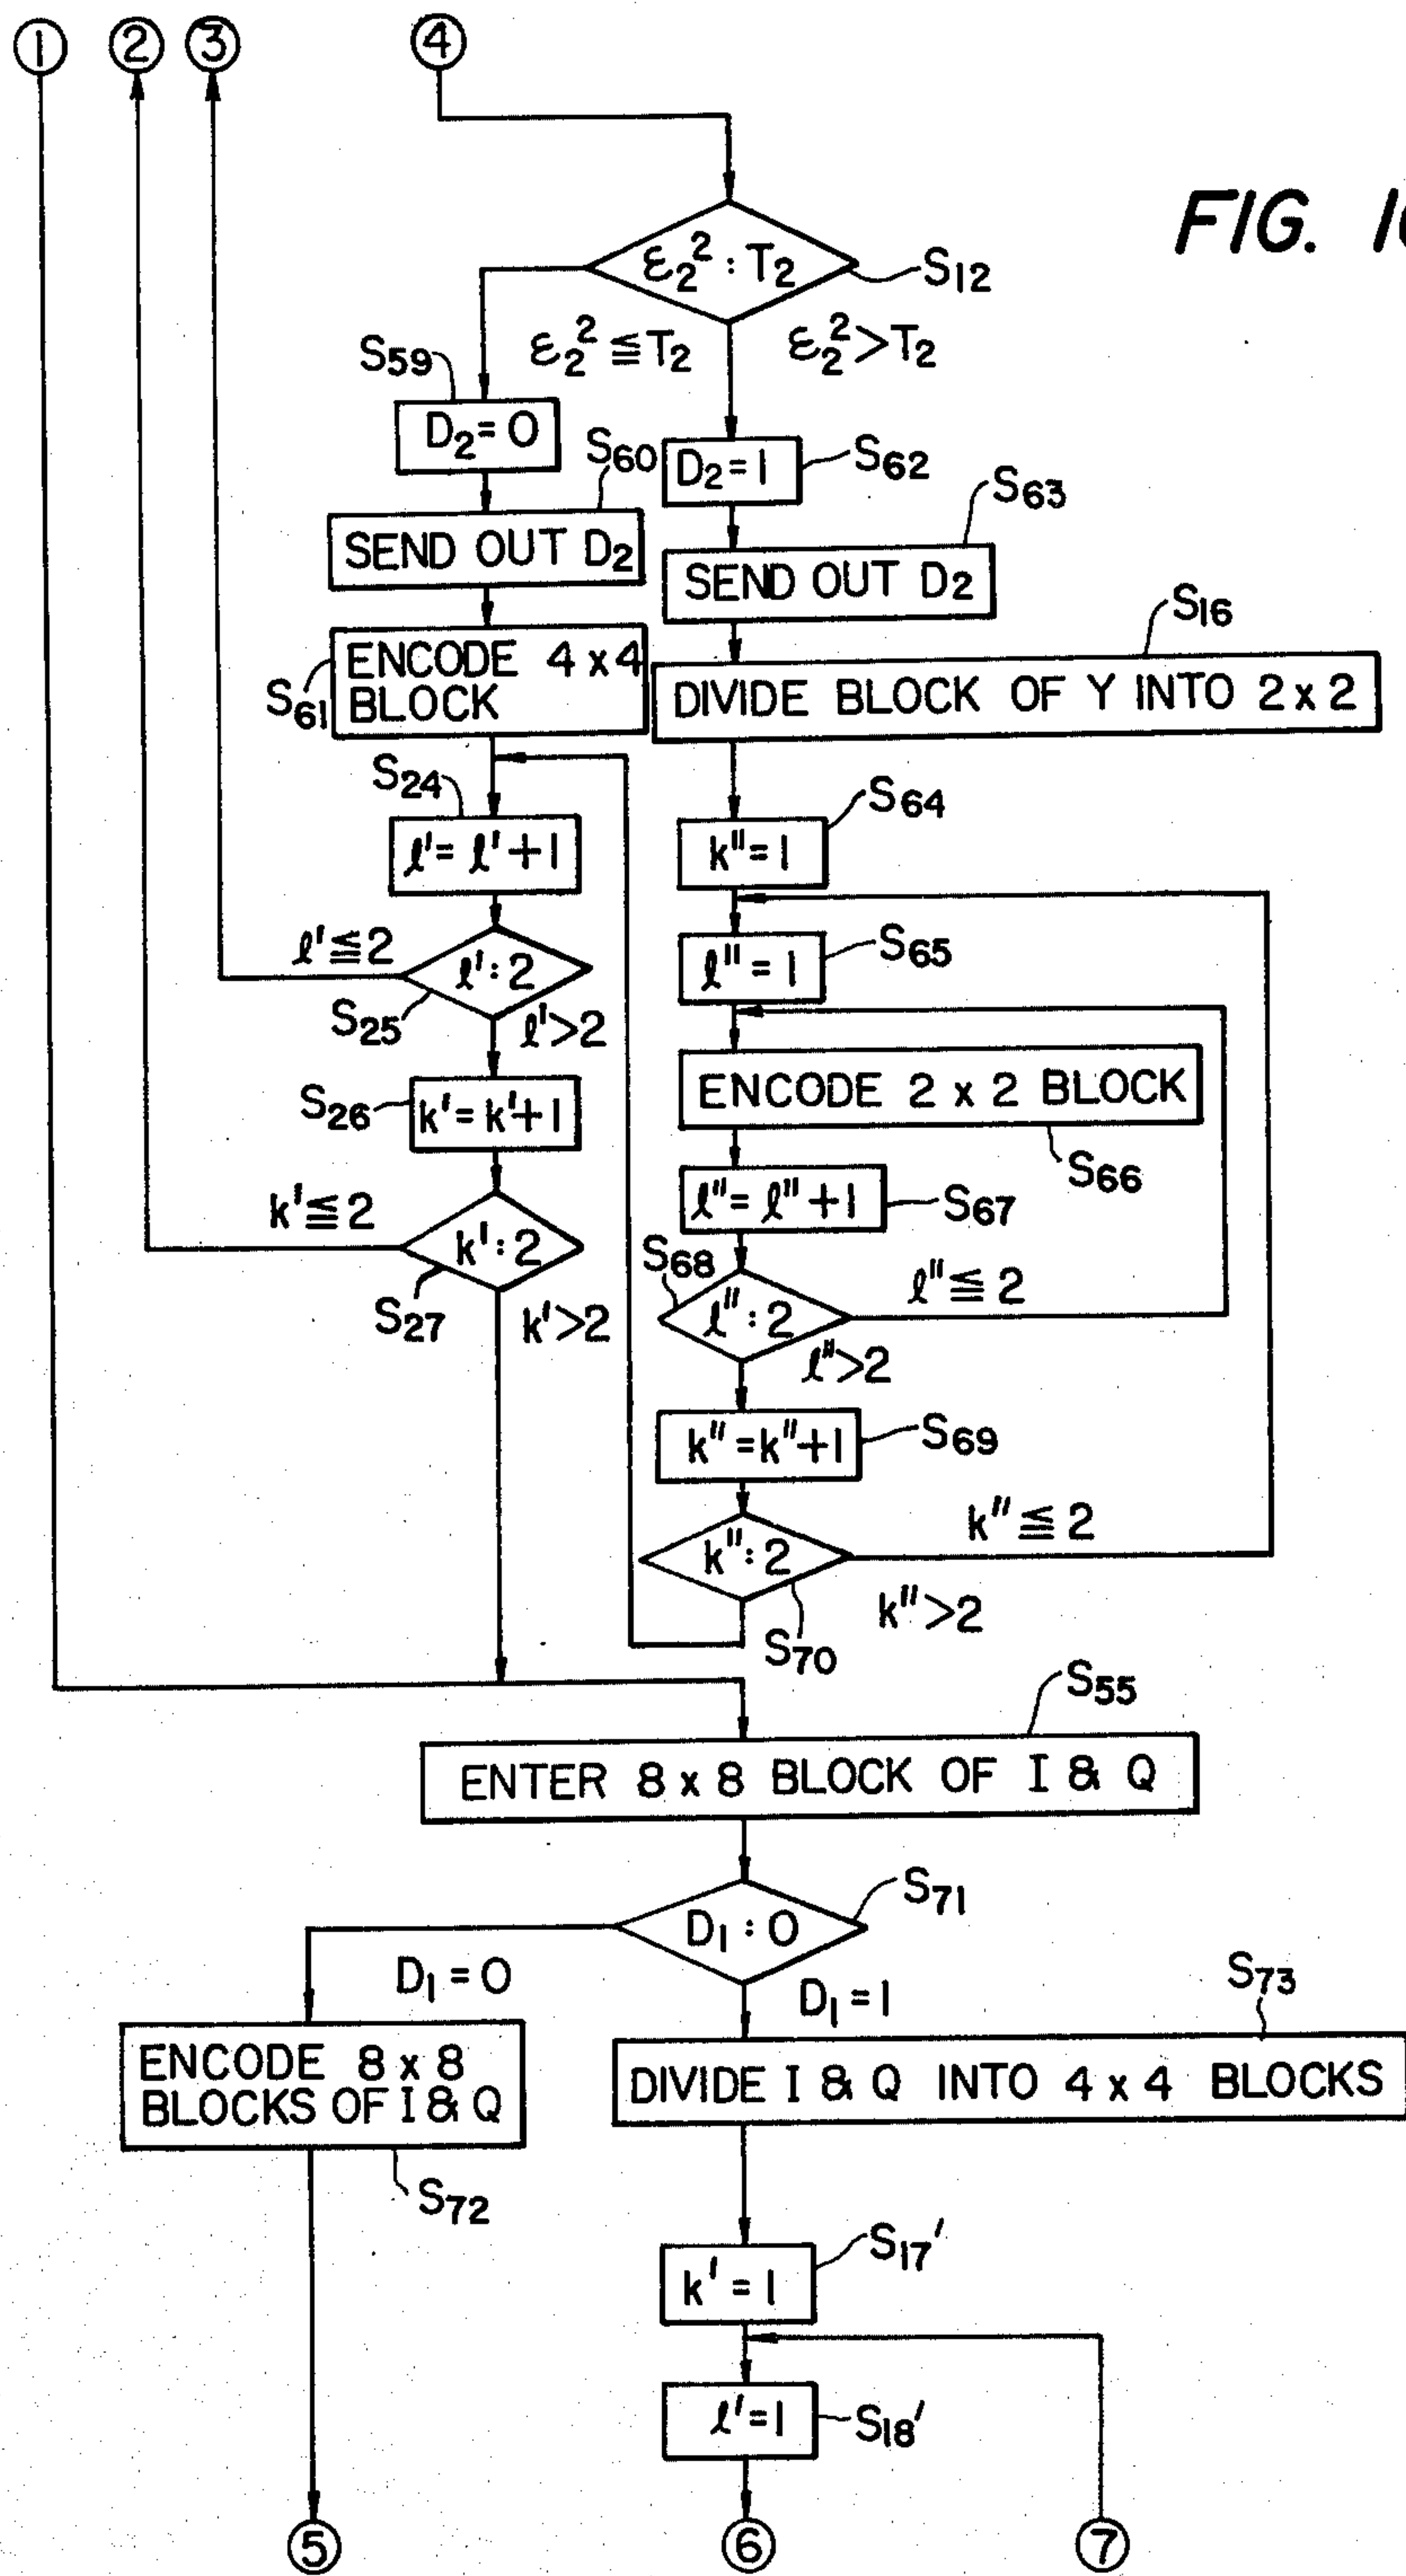 ① ② ③ ④
FIG. 1
ε₂² : T₂
S₁₂
ε₂² ≦ T₂
ε₂² > T₂
S₅₉
D₂ = 0
S₆₀
D₂ = 1
S₆₂
S₆₃
SEND OUT D₂
SEND OUT D₂
S₁₆
S₆₁
ENCODE 4 x 4
BLOCK
DIVIDE BLOCK OF Y INTO 2 x 2
S₂₄
S₆₄
ℓ' = ℓ' + 1
k'' = 1
ℓ' ≦ 2
ℓ' : 2
S₂₅
ℓ' > 2
ℓ'' = 1
S₆₅
S₂₆
k' = k' + 1
ENCODE 2 x 2 BLOCK
S₆₆
k' ≦ 2
k' : 2
S₂₇
k' > 2
ℓ'' = ℓ'' + 1
S₆₇
S₆₈
ℓ'' : 2
ℓ'' ≦ 2
ℓ'' > 2
k'' = k'' + 1
S₆₉
k'' : 2
k'' ≦ 2
k'' > 2
S₇₀
S₅₅
ENTER 8 x 8 BLOCK OF I & Q
D₁ : 0
S₇₁
D₁ = 0
D₁ = 1
S₇₃
ENCODE 8 x 8
BLOCKS OF I & Q
S₇₂
DIVIDE I & Q INTO 4 x 4 BLOCKS
k' = 1
S₁₇'
ℓ' = 1
S₁₈'
⑤ ⑥ ⑦